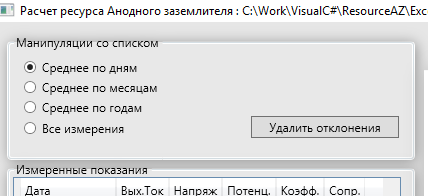 Расчет ресурса Анодного заземлителя : C:\Work\VisualC#\ResourceAZ\Exc
Манипуляции со списком
Среднее по дням
Среднее по месяцам
Среднее по годам
Все измерения
Удалить отклонения
Измеренные показания
Дата Вых.Ток Напряж Потенц. Коэфф. Сопр.